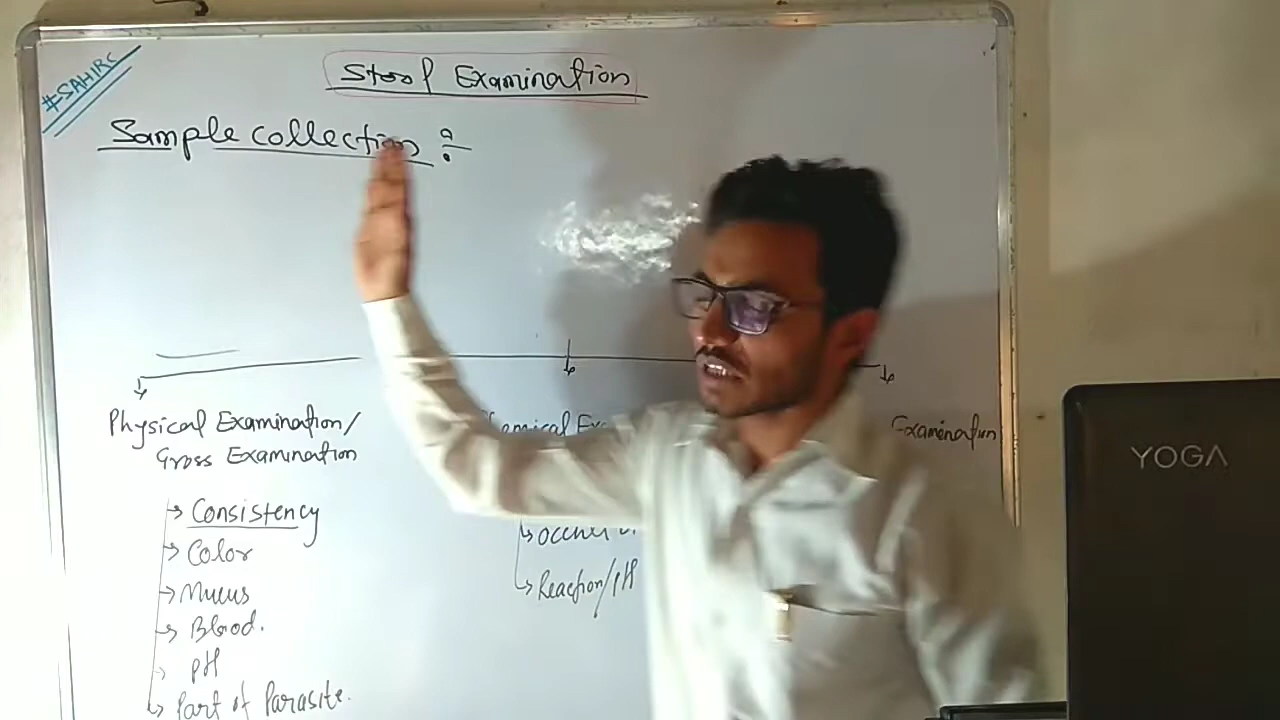 #SAHIRC
Stool Examination
Sample collection :
Physical Examination/
Gross Examination
Examination
Consistency
Color
Mucus
Blood.
pH
Part of Parasite.
Reaction/pH
YOGA